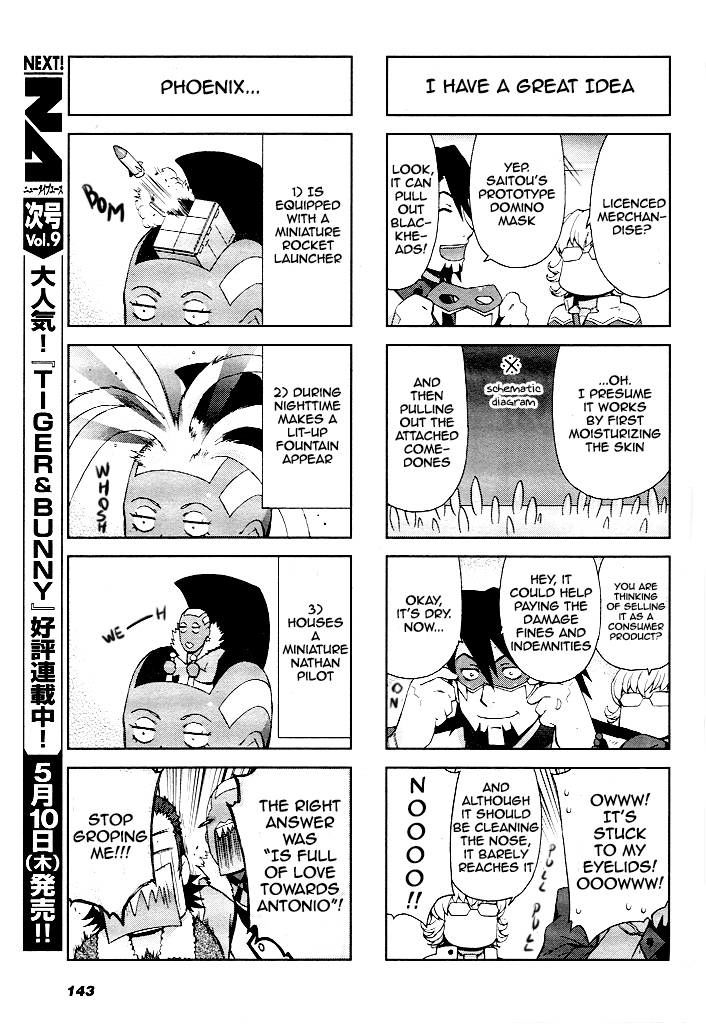 I HAVE A GREAT IDEA
LICENCED
MERCHAN-
DISE?
YEP.
SAITOU'S
PROTOTYPE
DOMINO
MASK
LOOK,
IT CAN
PULL
OUT
BLAC-
KHE-
ADS!
...OH.
I PRESUME
IT WORKS
BY FIRST
MOISTURIZING
THE SKIN
※
schematic
diagram
AND
THEN
PULLING
OUT THE
ATTACHED
COME-
DONES
YOU ARE
THINKING
OF SELLING
IT AS A
CONSUMER
PRODUCT?
HEY, IT
COULD HELP
PAYING THE
DAMAGE
FINES AND
INDEMNITIES
OKAY,
IT'S DRY.
NOW...
ON
OWWW!
IT'S
STUCK
TO MY
EYELIDS!
OOOWWW!
PULL PULL
AND
ALTHOUGH
IT SHOULD
BE CLEANING
THE NOSE,
IT BARELY
REACHES IT
NOOOO!!
PHOENIX...
1) IS
EQUIPPED
WITH A
MINIATURE
ROCKET
LAUNCHER
BOM
2) DURING
NIGHTTIME
MAKES A
LIT-UP
FOUNTAIN
APPEAR
WHOSH
3)
HOUSES
A
MINIATURE
NATHAN
PILOT
WE — H
THE RIGHT
ANSWER
WAS
"IS FULL
OF LOVE
TOWARDS
ANTONIO"!
STOP
GROPING
ME!!!
NEXT!
NA
ニュータイプエース
次号
Vol.9
大人気!『TIGER&BUNNY』好評連載中!
5月10日(木)発売!!
143